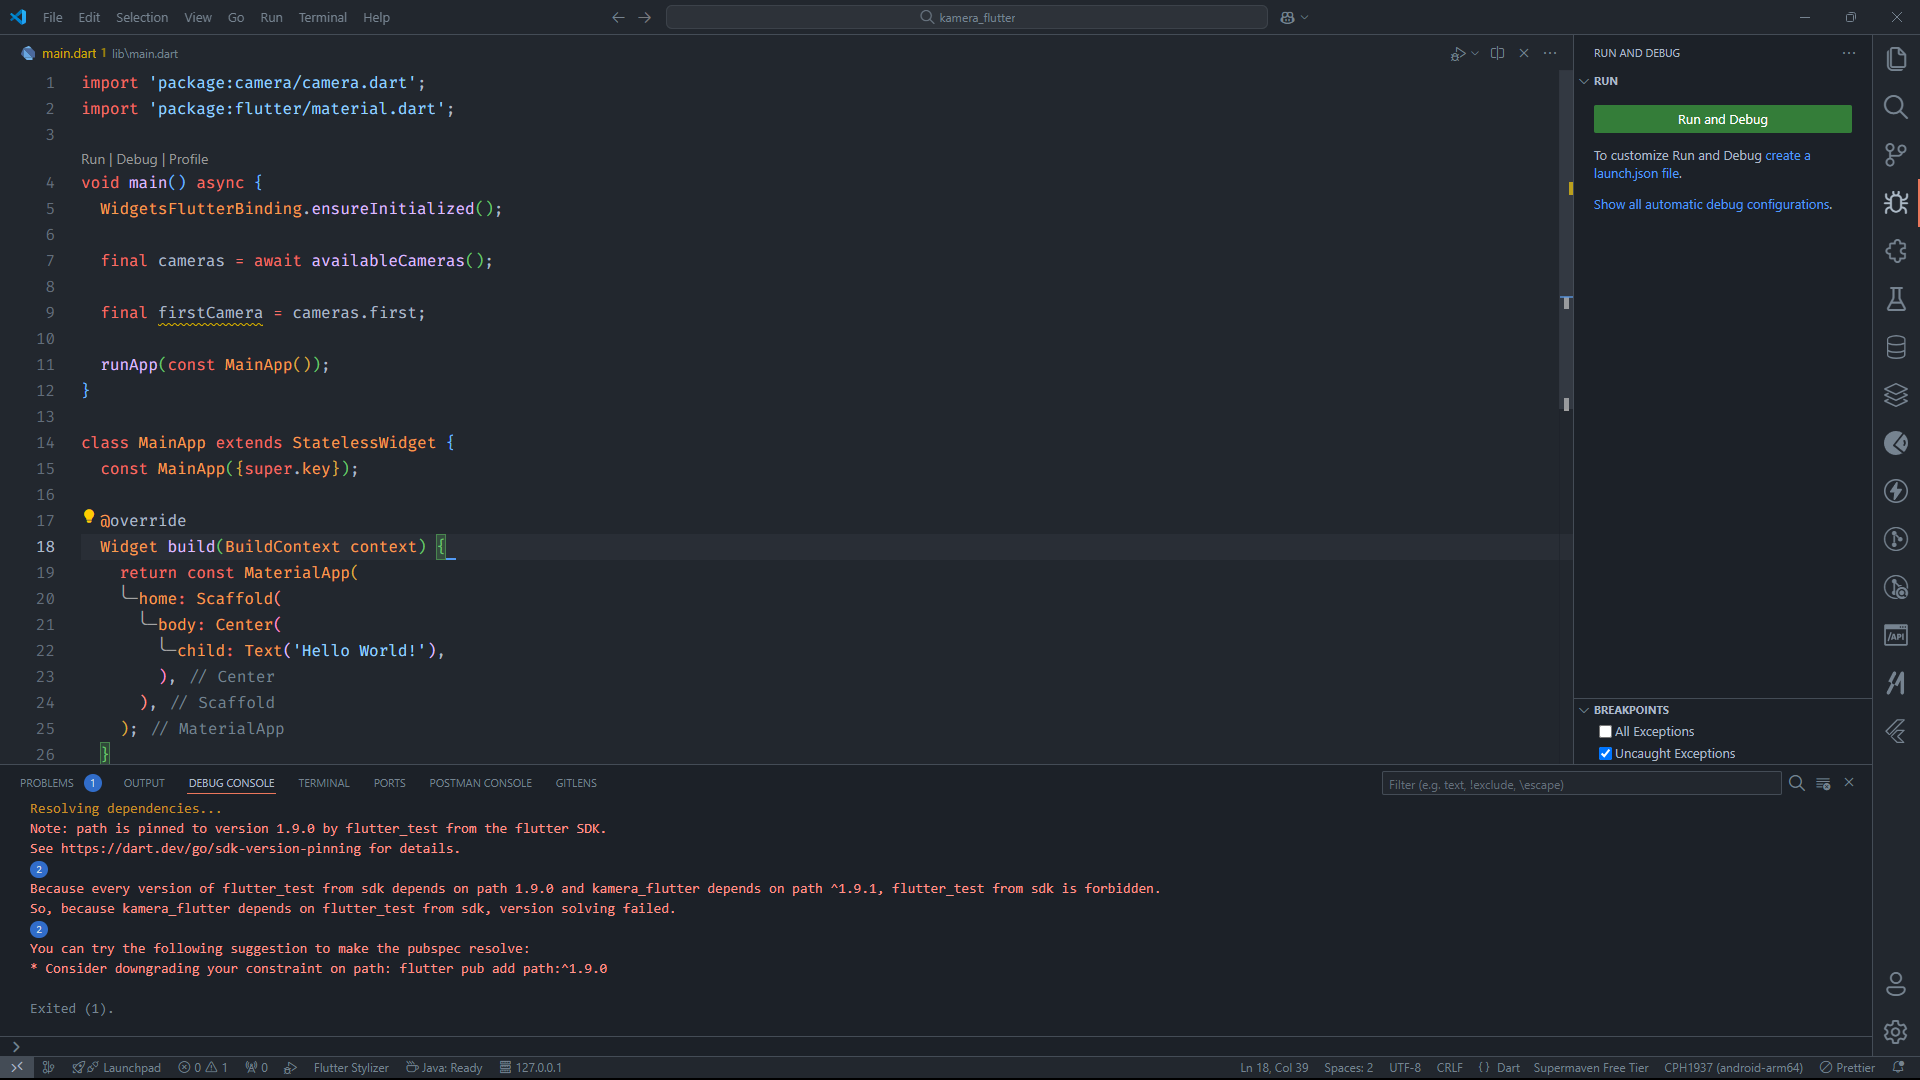 File Edit Selection View Go Run Terminal Help
kamera_flutter
main.dart 1 lib\main.dart
1 import 'package:camera/camera.dart';
2 import 'package:flutter/material.dart';
3
Run | Debug | Profile
4 void main() async {
5 WidgetsFlutterBinding.ensureInitialized();
6
7 final cameras = await availableCameras();
8
9 final firstCamera = cameras.first;
10
11 runApp(const MainApp());
12 }
13
14 class MainApp extends StatelessWidget {
15 const MainApp({super.key});
16
17 @override
18 Widget build(BuildContext context) {
19 return const MaterialApp(
20 home: Scaffold(
21 body: Center(
22 child: Text('Hello World!'),
23 ), // Center
24 ), // Scaffold
25 ); // MaterialApp
26 }
RUN AND DEBUG
RUN
Run and Debug
To customize Run and Debug create a
launch.json file.
Show all automatic debug configurations.
/API
BREAKPOINTS
All Exceptions
Uncaught Exceptions
PROBLEMS 1 OUTPUT DEBUG CONSOLE TERMINAL PORTS POSTMAN CONSOLE GITLENS
Filter (e.g. text, !exclude, \escape)
Resolving dependencies...
Note: path is pinned to version 1.9.0 by flutter_test from the flutter SDK.
See https://dart.dev/go/sdk-version-pinning for details.
2
Because every version of flutter_test from sdk depends on path 1.9.0 and kamera_flutter depends on path ^1.9.1, flutter_test from sdk is forbidden.
So, because kamera_flutter depends on flutter_test from sdk, version solving failed.
2
You can try the following suggestion to make the pubspec resolve:
* Consider downgrading your constraint on path: flutter pub add path:^1.9.0
Exited (1).
Launchpad 0 1 0 Flutter Stylizer Java: Ready 127.0.0.1 Ln 18, Col 39 Spaces: 2 UTF-8 CRLF { } Dart Supermaven Free Tier CPH1937 (android-arm64) Prettier